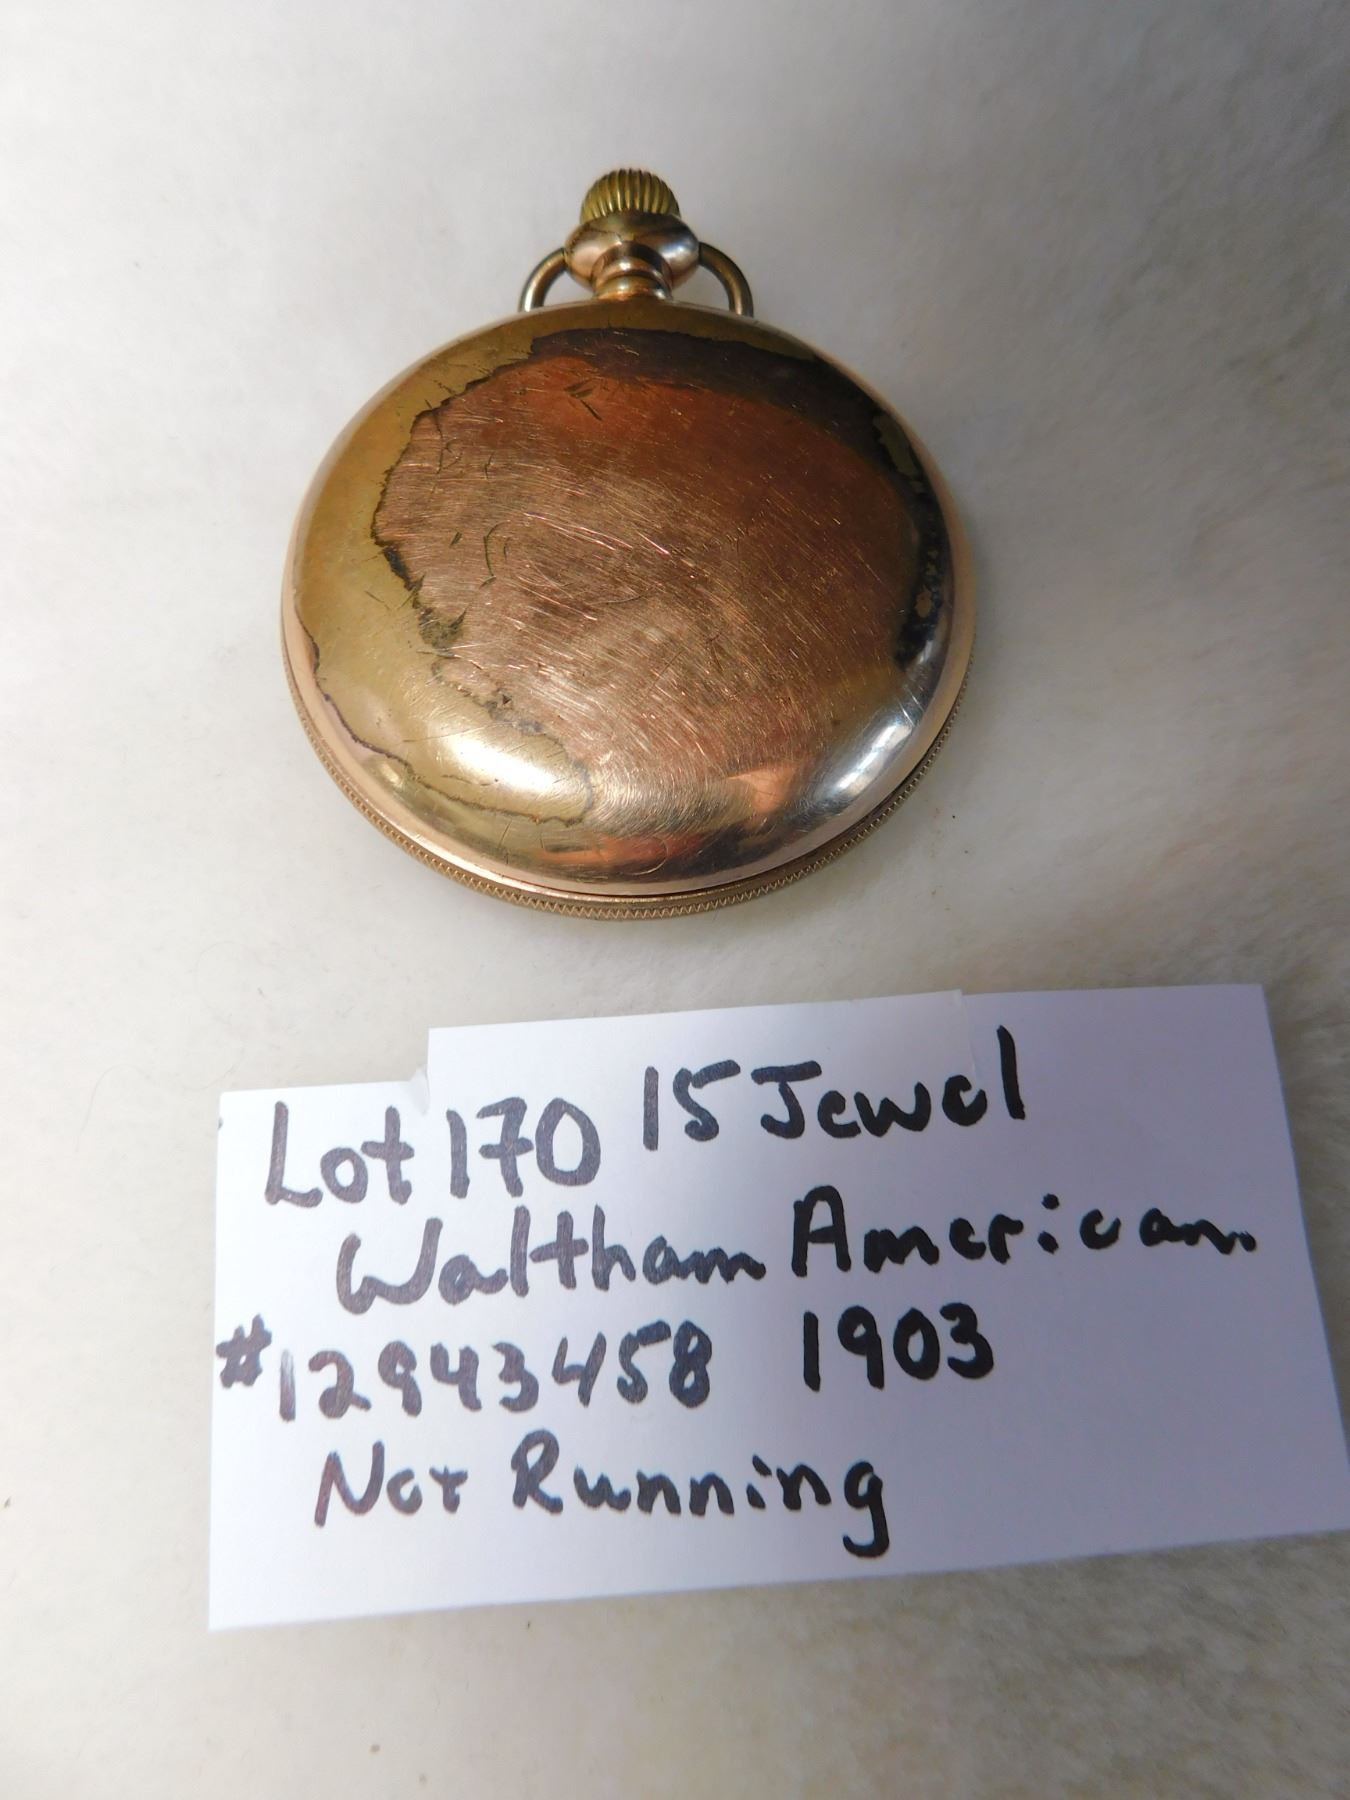 Lot 170 15 Jewel
Waltham American
#12943458 1903
Not Running